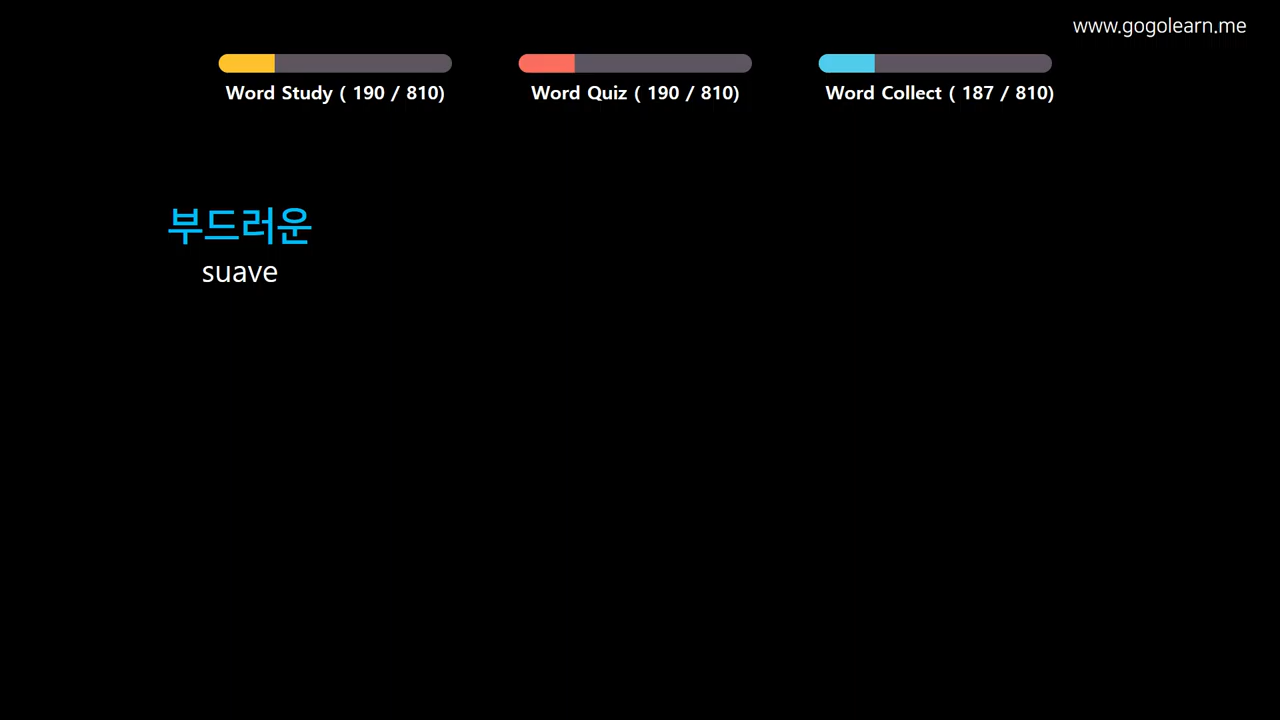 www.gogolearn.me
Word Study ( 190 / 810)
Word Quiz ( 190 / 810)
Word Collect ( 187 / 810)
부드러운
suave